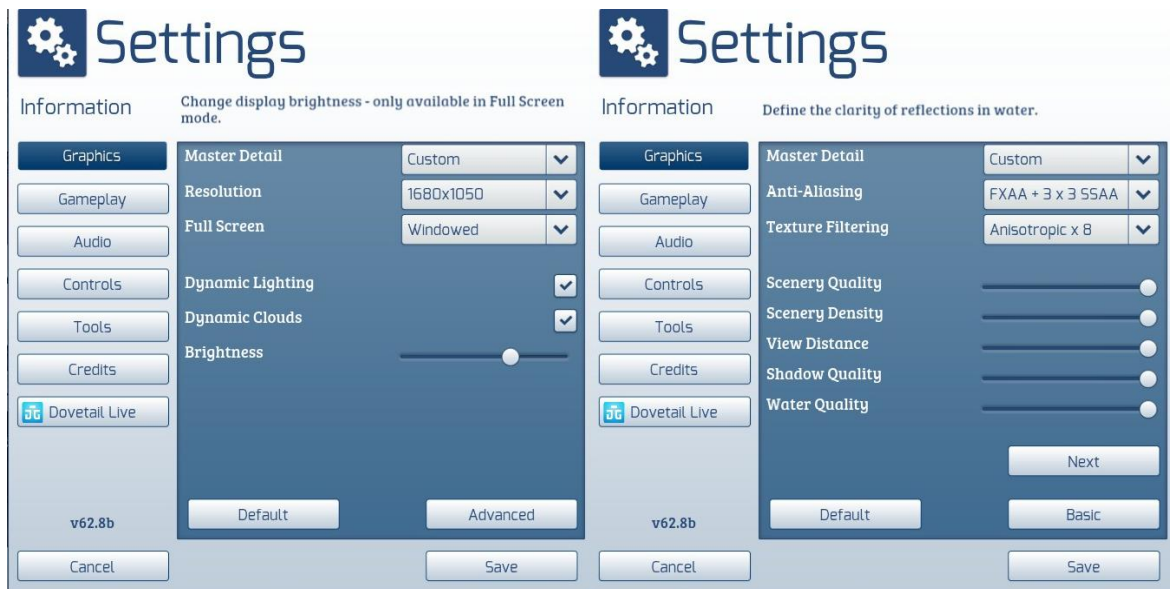 Settings
Information
Change display brightness - only available in Full Screen
mode.
Graphics
Gameplay
Audio
Controls
Tools
Credits
Dovetail Live
v62.8b
Cancel
Master Detail
Custom
Resolution
1680x1050
Full Screen
Windowed
Dynamic Lighting
Dynamic Clouds
Brightness
Default
Advanced
Save
Settings
Information
Define the clarity of reflections in water.
Graphics
Gameplay
Audio
Controls
Tools
Credits
Dovetail Live
v62.8b
Cancel
Master Detail
Custom
Anti-Aliasing
FXAA + 3 x 3 SSAA
Texture Filtering
Anisotropic x 8
Scenery Quality
Scenery Density
View Distance
Shadow Quality
Water Quality
Next
Default
Basic
Save